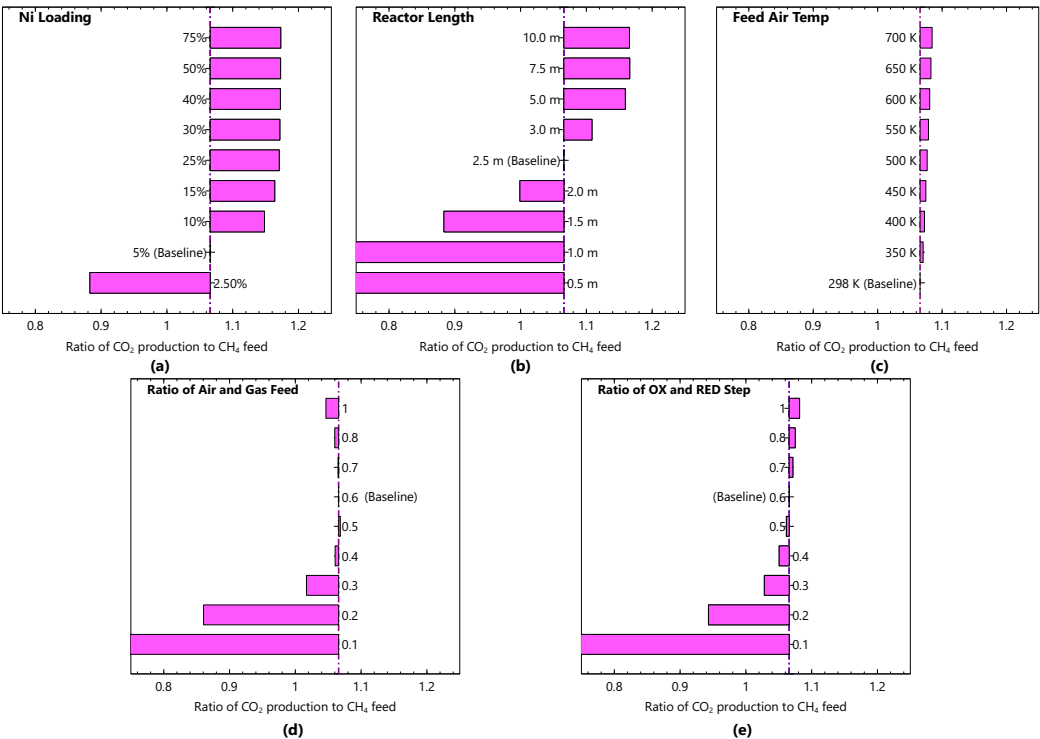 Ni Loading
75%
50%
40%
30%
25%
15%
10%
5% (Baseline)
2.50%
0.8 0.9 1 1.1 1.2
Ratio of CO₂ production to CH₄ feed
(a)
Reactor Length
10.0 m
7.5 m
5.0 m
3.0 m
2.5 m (Baseline)
2.0 m
1.5 m
1.0 m
0.5 m
0.8 0.9 1 1.1 1.2
Ratio of CO₂ production to CH₄ feed
(b)
Feed Air Temp
700 K
650 K
600 K
550 K
500 K
450 K
400 K
350 K
298 K (Baseline)
0.8 0.9 1 1.1 1.2
Ratio of CO₂ production to CH₄ feed
(c)
Ratio of Air and Gas Feed
1
0.8
0.7
0.6 (Baseline)
0.5
0.4
0.3
0.2
0.1
0.8 0.9 1 1.1 1.2
Ratio of CO₂ production to CH₄ feed
(d)
Ratio of OX and RED Step
1
0.8
0.7
(Baseline) 0.6
0.5
0.4
0.3
0.2
0.1
0.8 0.9 1 1.1 1.2
Ratio of CO₂ production to CH₄ feed
(e)